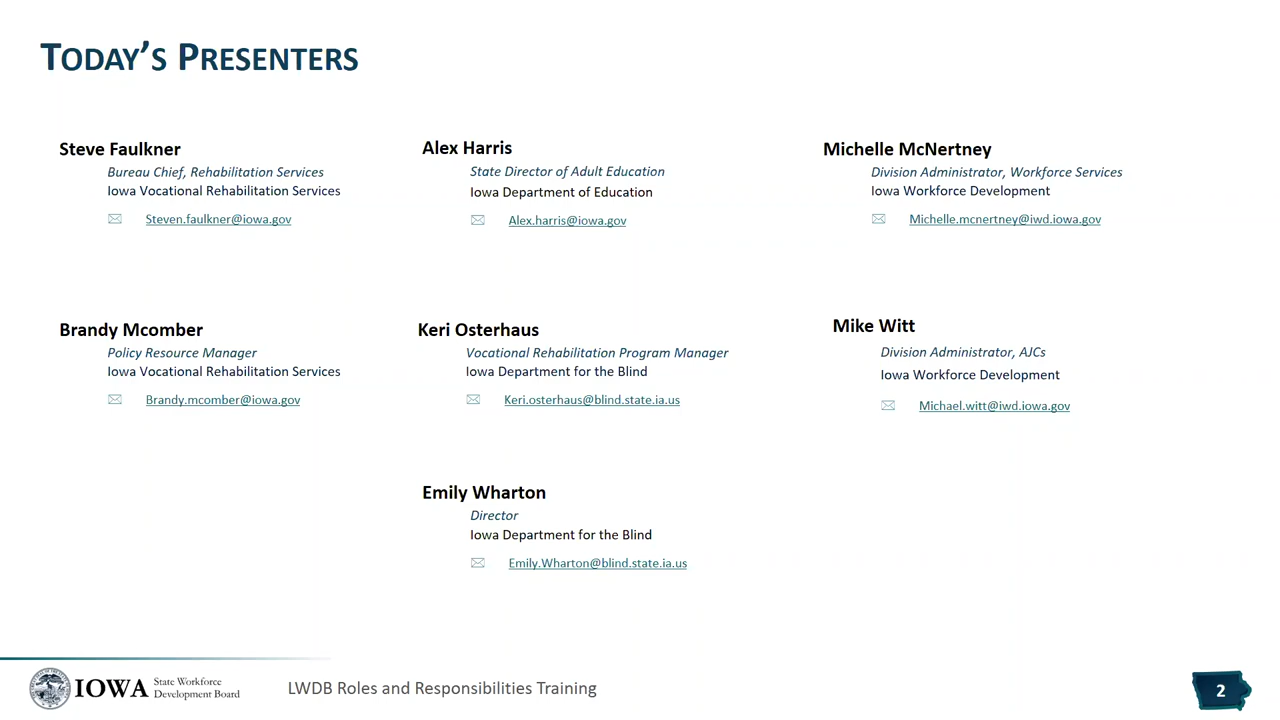 TODAY'S PRESENTERS
Steve Faulkner
Bureau Chief, Rehabilitation Services
Iowa Vocational Rehabilitation Services
Steven.faulkner@iowa.gov
Alex Harris
State Director of Adult Education
Iowa Department of Education
Alex.harris@iowa.gov
Michelle McNertney
Division Administrator, Workforce Services
Iowa Workforce Development
Michelle.mcnertney@iwd.iowa.gov
Brandy Mcomber
Policy Resource Manager
Iowa Vocational Rehabilitation Services
Brandy.mcomber@iowa.gov
Keri Osterhaus
Vocational Rehabilitation Program Manager
Iowa Department for the Blind
Keri.osterhaus@blind.state.ia.us
Mike Witt
Division Administrator, AJCs
Iowa Workforce Development
Michael.witt@iwd.iowa.gov
Emily Wharton
Director
Iowa Department for the Blind
Emily.Wharton@blind.state.ia.us
IOWA State Workforce
Development Board
LWDB Roles and Responsibilities Training
2